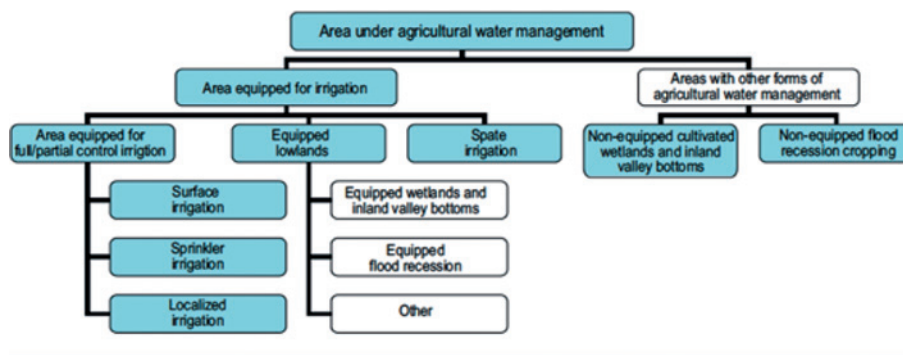 Area under agricultural water management
Area equipped for irrigation
Areas with other forms of
agricultural water management
Area equipped for
full/partial control irrigtion
Equipped
lowlands
Spate
irrigation
Non-equipped cultivated
wetlands and inland
valley bottoms
Non-equipped flood
recession cropping
Surface
irrigation
Equipped wetlands and
inland valley bottoms
Sprinkler
irrigation
Equipped
flood recession
Localized
irrigation
Other